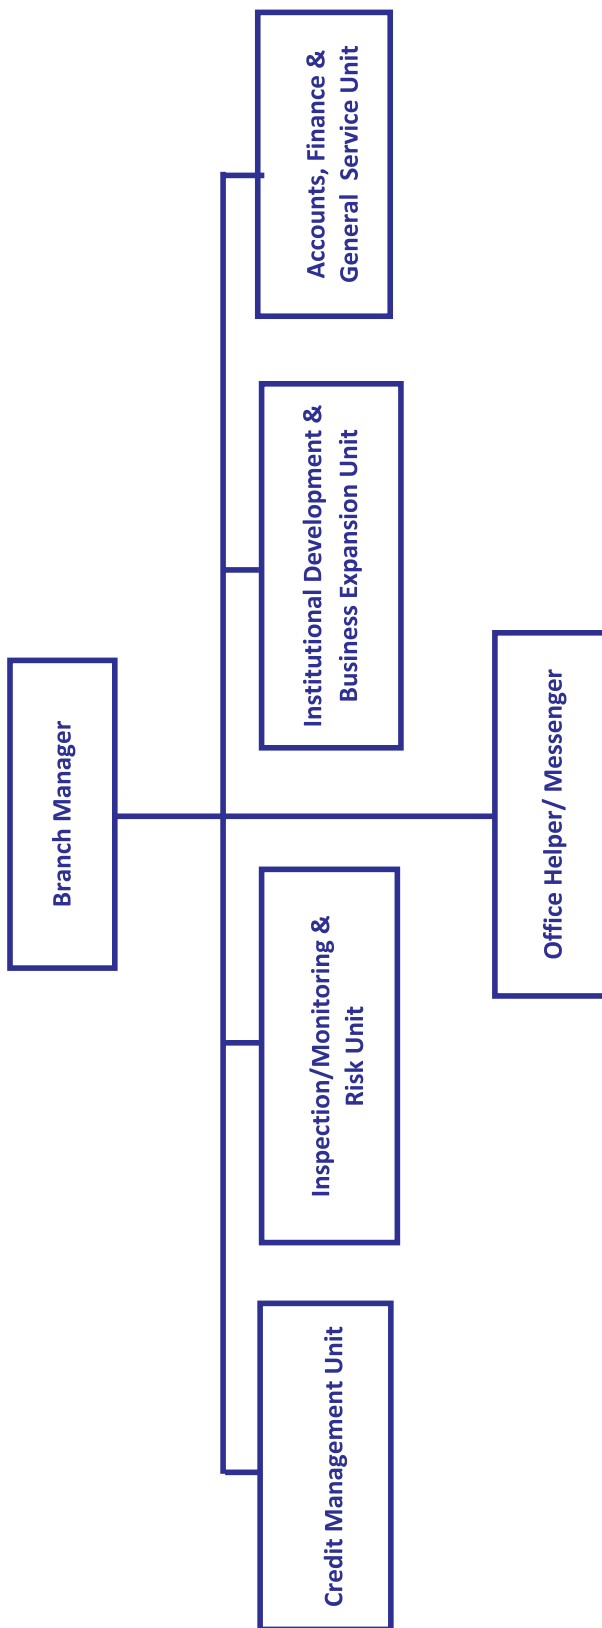 Branch Manager
Credit Management Unit
Inspection/Monitoring &
Risk Unit
Institutional Development &
Business Expansion Unit
Accounts, Finance &
General Service Unit
Office Helper/ Messenger